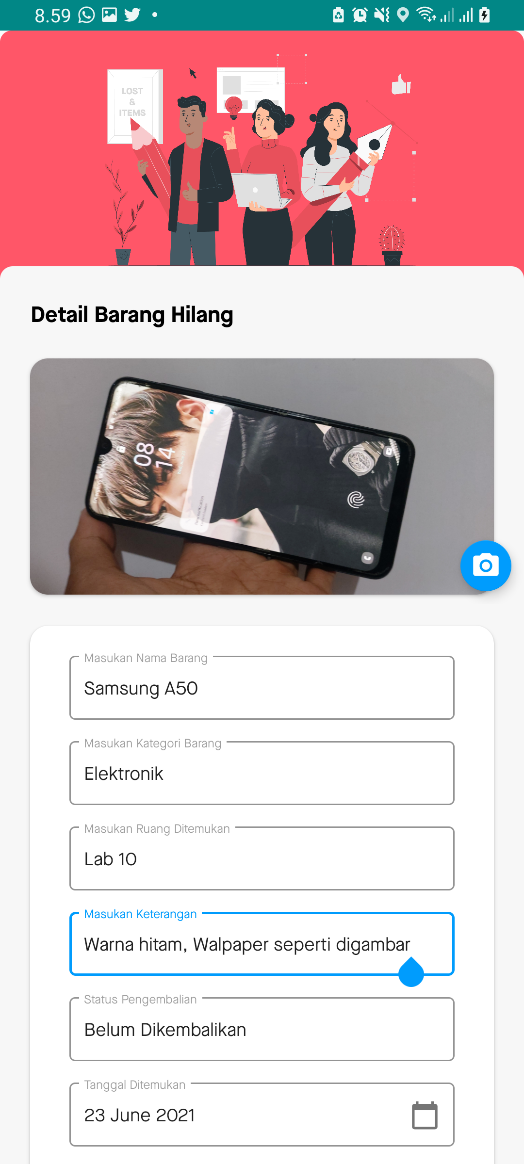 8.59
LOST
&
ITEMS
Detail Barang Hilang
08
14
Masukan Nama Barang
Samsung A50
Masukan Kategori Barang
Elektronik
Masukan Ruang Ditemukan
Lab 10
Masukan Keterangan
Warna hitam, Walpaper seperti digambar
Status Pengembalian
Belum Dikembalikan
Tanggal Ditemukan
23 June 2021